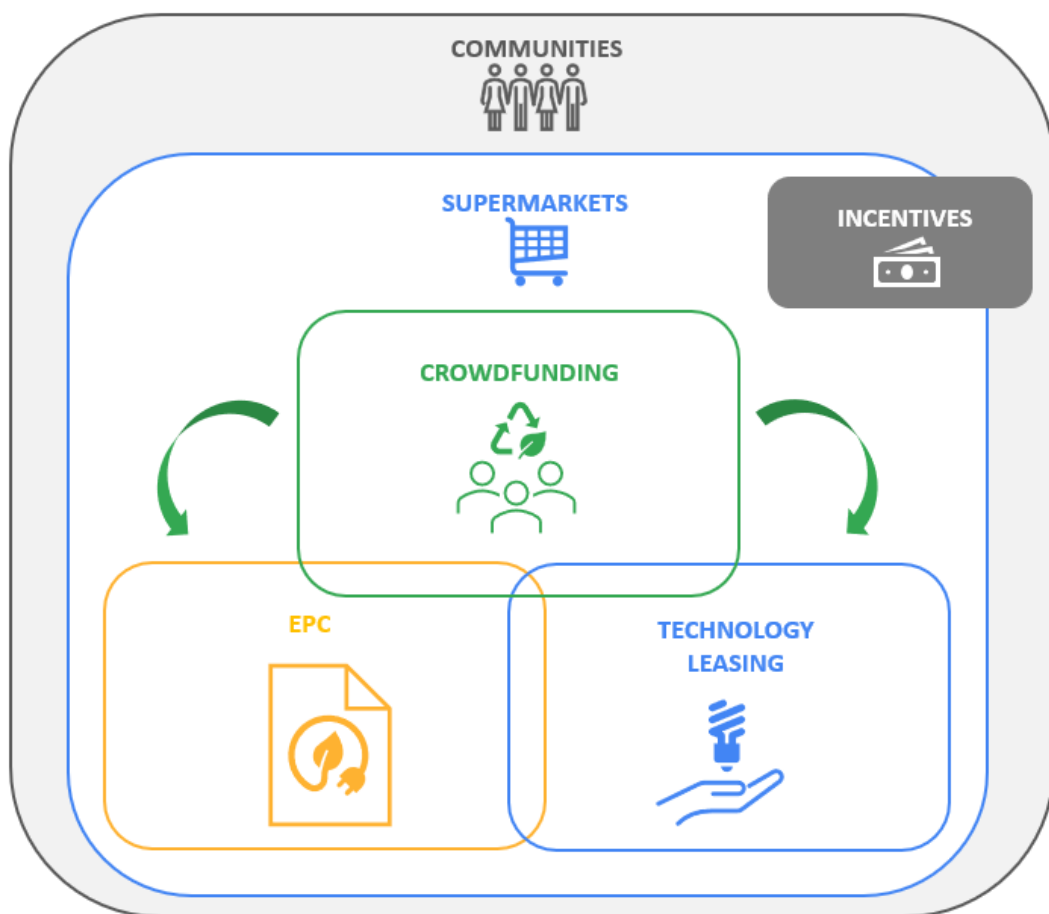 COMMUNITIES
SUPERMARKETS
INCENTIVES
CROWDFUNDING
EPC
TECHNOLOGY
LEASING